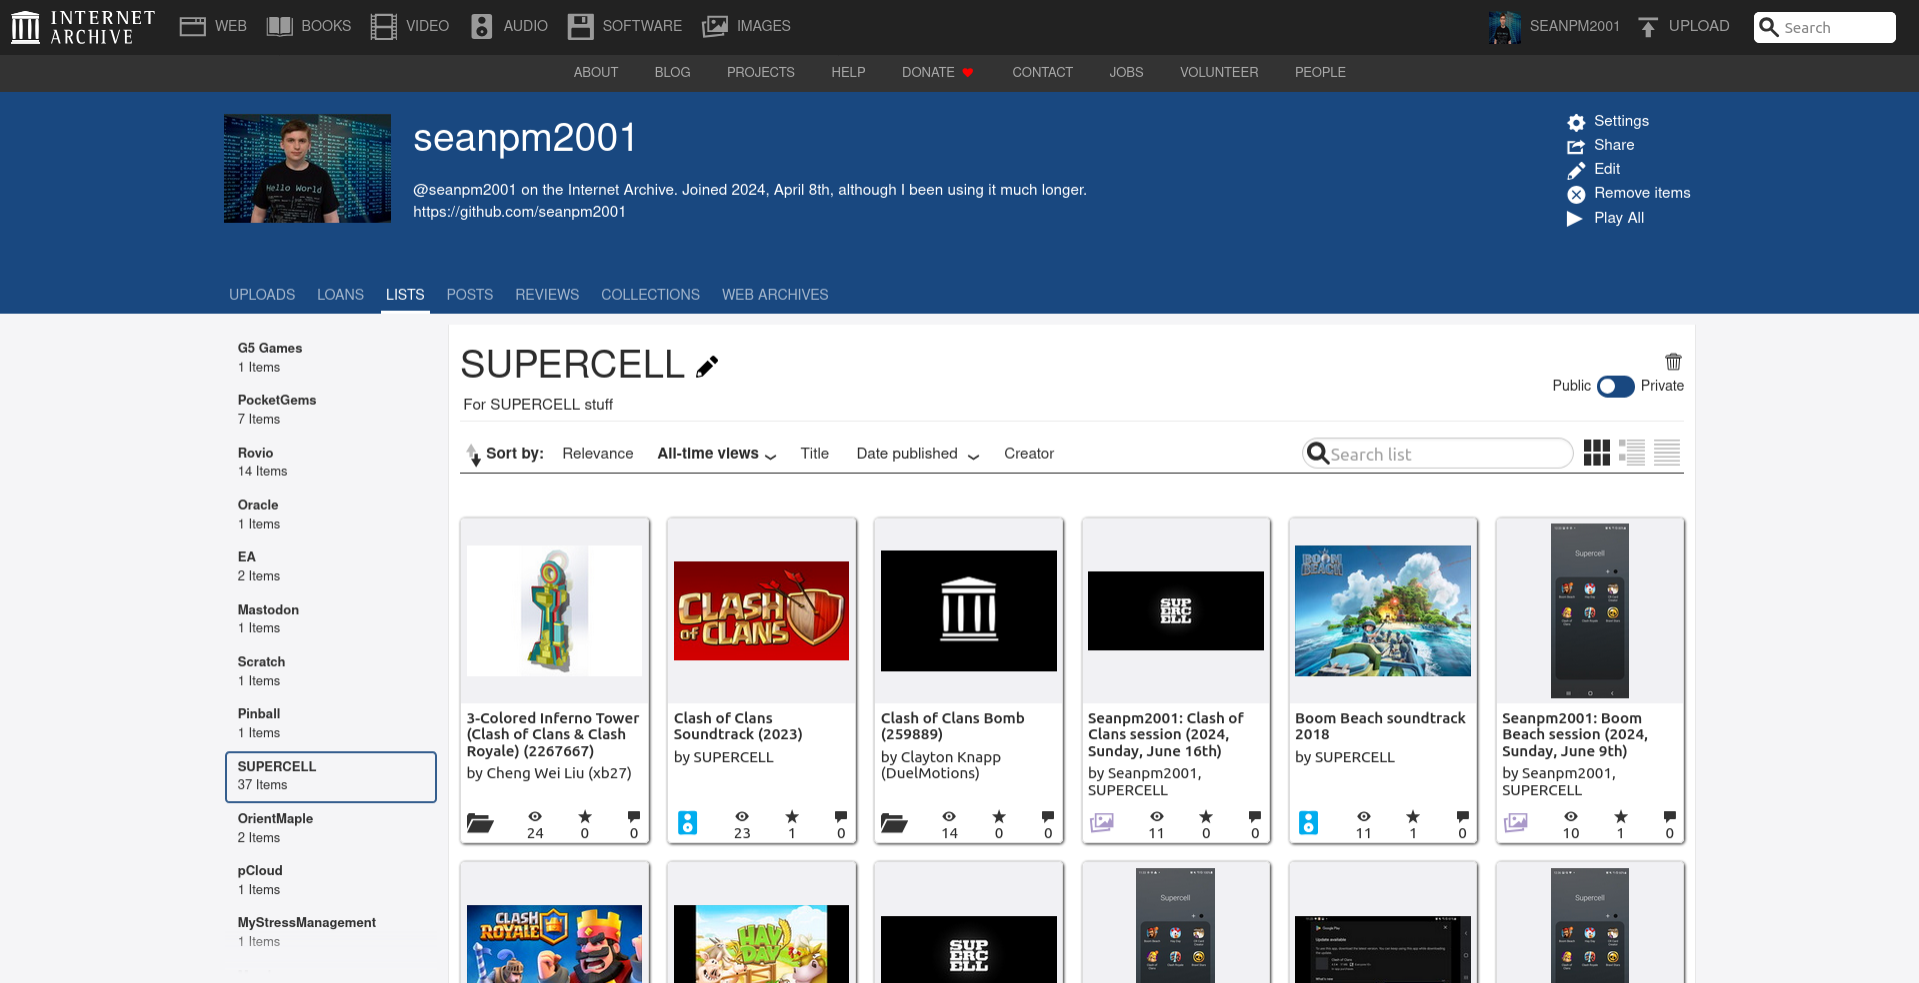 INTERNET ARCHIVE
WEB BOOKS VIDEO AUDIO SOFTWARE IMAGES SEANPM2001 UPLOAD Search
ABOUT BLOG PROJECTS HELP DONATE CONTACT JOBS VOLUNTEER PEOPLE
Hello World
seanpm2001
@seanpm2001 on the Internet Archive. Joined 2024, April 8th, although I been using it much longer.
https://github.com/seanpm2001
Settings
Share
Edit
Remove items
Play All
UPLOADS LOANS LISTS POSTS REVIEWS COLLECTIONS WEB ARCHIVES
G5 Games
1 Items
PocketGems
7 Items
Rovio
14 Items
Oracle
1 Items
EA
2 Items
Mastodon
1 Items
Scratch
1 Items
Pinball
1 Items
SUPERCELL
37 Items
OrientMaple
2 Items
pCloud
1 Items
MyStressManagement
1 Items
SUPERCELL
For SUPERCELL stuff
Public Private
Sort by: Relevance All-time views Title Date published Creator
Search list
3-Colored Inferno Tower
(Clash of Clans & Clash
Royale) (2267667)
by Cheng Wei Liu (xb27)
24 0 0
CLASH
OF CLANS
Clash of Clans
Soundtrack (2023)
by SUPERCELL
23 1 0
Clash of Clans Bomb
(259889)
by Clayton Knapp
(DuelMotions)
14 0 0
SUP
ERC
ELL
Seanpm2001: Clash of
Clans session (2024,
Sunday, June 16th)
by Seanpm2001,
SUPERCELL
11 0 0
BOOM
BEACH
Boom Beach soundtrack
2018
by SUPERCELL
11 1 0
Supercell
Seanpm2001: Boom
Beach session (2024,
Sunday, June 9th)
by Seanpm2001,
SUPERCELL
10 1 0
CLASH
ROYALE
HAY
DAY
SUP
ERC
ELL
Supercell
Google Play
Update available
Clash of Clans
What's new
Supercell